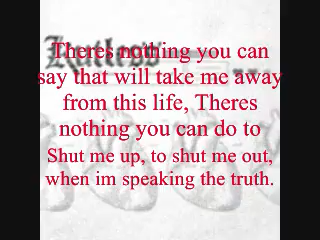 Kutless
Theres nothing you can
say that will take me away
from this life, Theres
nothing you can do to
Shut me up, to shut me out,
when im speaking the truth.